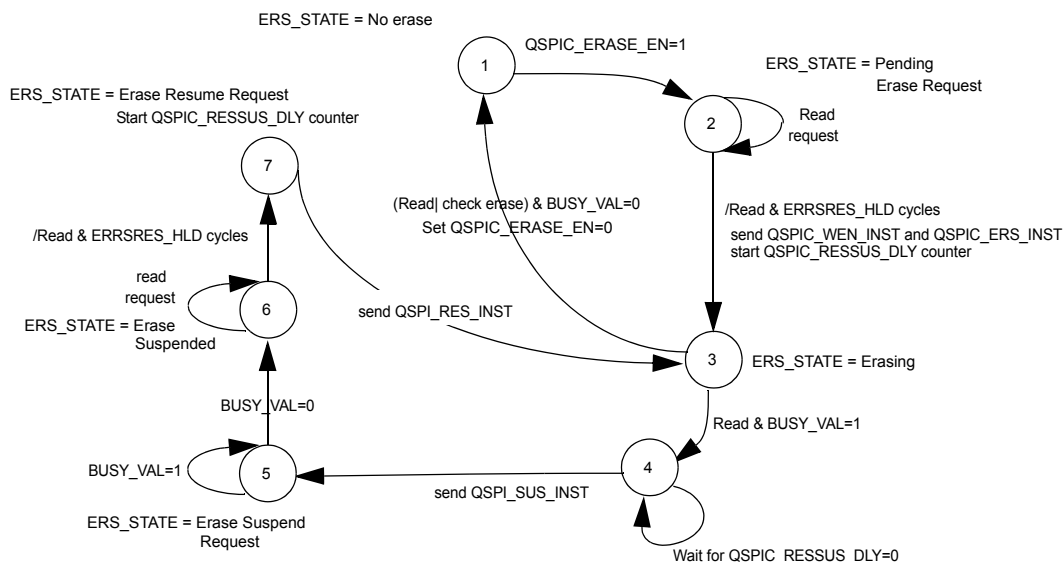 ERS_STATE = No erase
QSPIC_ERASE_EN=1
1
ERS_STATE = Pending
Erase Request
2
Read
request
ERS_STATE = Erase Resume Request
Start QSPIC_RESSUS_DLY counter
7
(Read| check erase) & BUSY_VAL=0
Set QSPIC_ERASE_EN=0
/Read & ERRSRES_HLD cycles
send QSPIC_WEN_INST and QSPIC_ERS_INST
start QSPIC_RESSUS_DLY counter
/Read & ERRSRES_HLD cycles
read
request
6
ERS_STATE = Erase
Suspended
send QSPI_RES_INST
3
ERS_STATE = Erasing
BUSY_VAL=0
Read & BUSY_VAL=1
BUSY_VAL=1
5
4
send QSPI_SUS_INST
ERS_STATE = Erase Suspend
Request
Wait for QSPIC_RESSUS_DLY=0